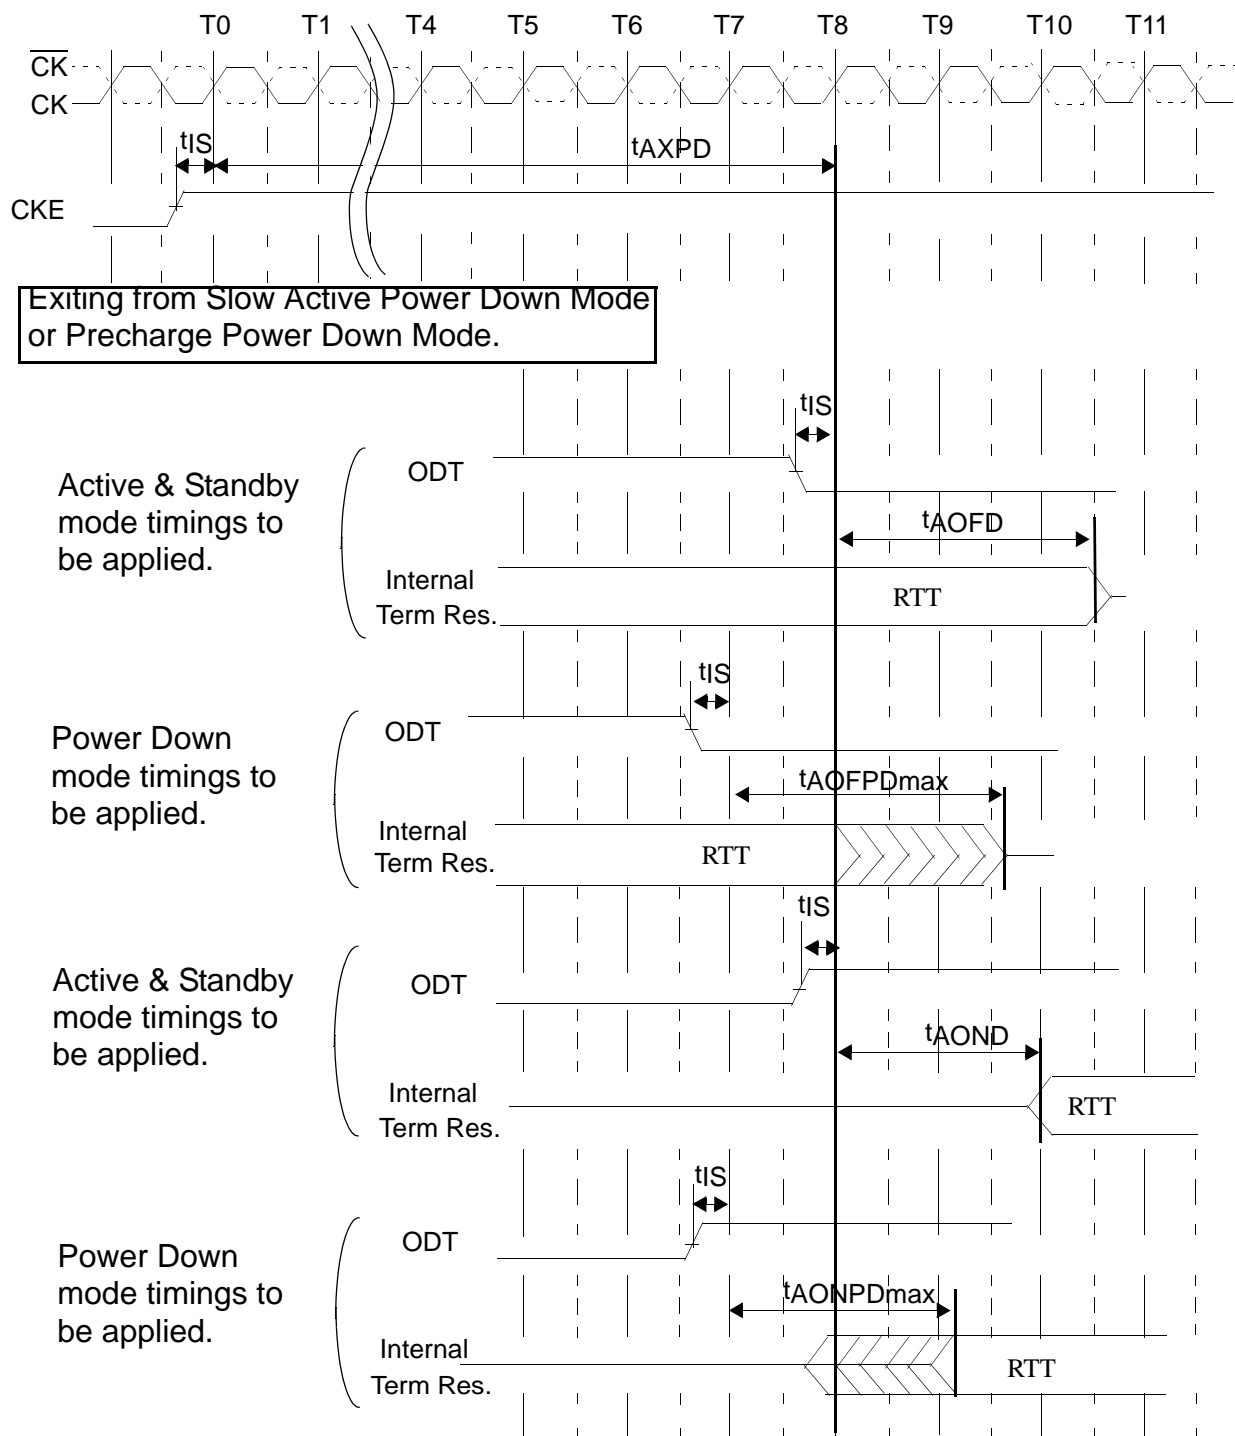 T0 T1 T4 T5 T6 T7 T8 T9 T10 T11
CK
CK
tIS
tAXPD
CKE
Exiting from Slow Active Power Down Mode
or Precharge Power Down Mode.
tIS
ODT
Active & Standby
mode timings to
be applied.
tAOFD
Internal
Term Res.
RTT
tIS
ODT
Power Down
mode timings to
be applied.
tAOFPDmax
Internal
Term Res.
RTT
tIS
Active & Standby
mode timings to
be applied.
ODT
tAOND
Internal
Term Res.
RTT
tIS
ODT
Power Down
mode timings to
be applied.
tAONPDmax
Internal
Term Res.
RTT